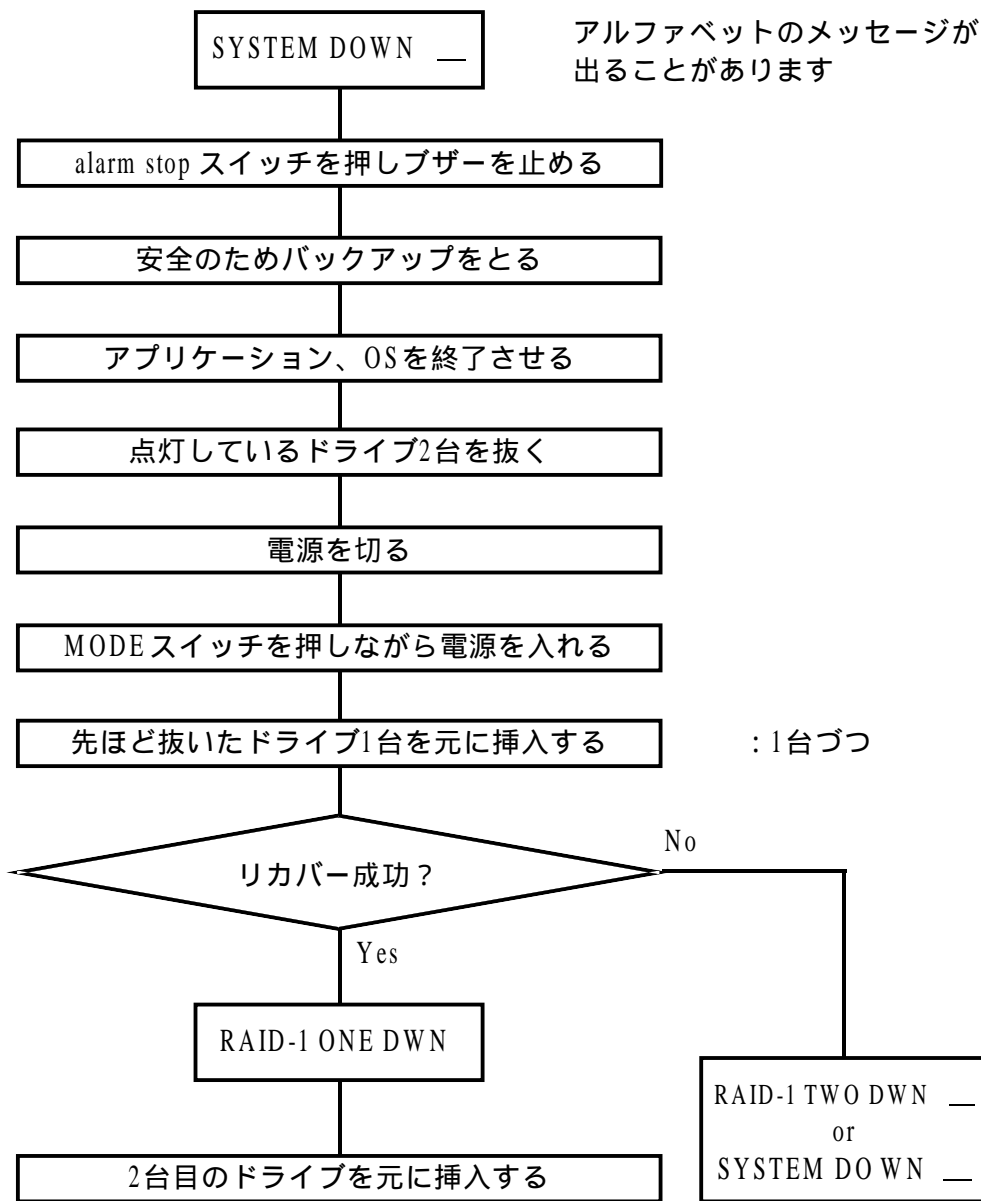 SYSTEM DOWN __
アルファベットのメッセージが
出ることがあります
alarm stop スイッチを押しブザーを止める
安全のためバックアップをとる
アプリケーション、OSを終了させる
点灯しているドライブ2台を抜く
電源を切る
MODEスイッチを押しながら電源を入れる
先ほど抜いたドライブ1台を元に挿入する
：1台づつ
リカバー成功？
No
Yes
RAID-1 ONE DWN
RAID-1 TWO DWN __
or
SYSTEM DOWN __
2台目のドライブを元に挿入する